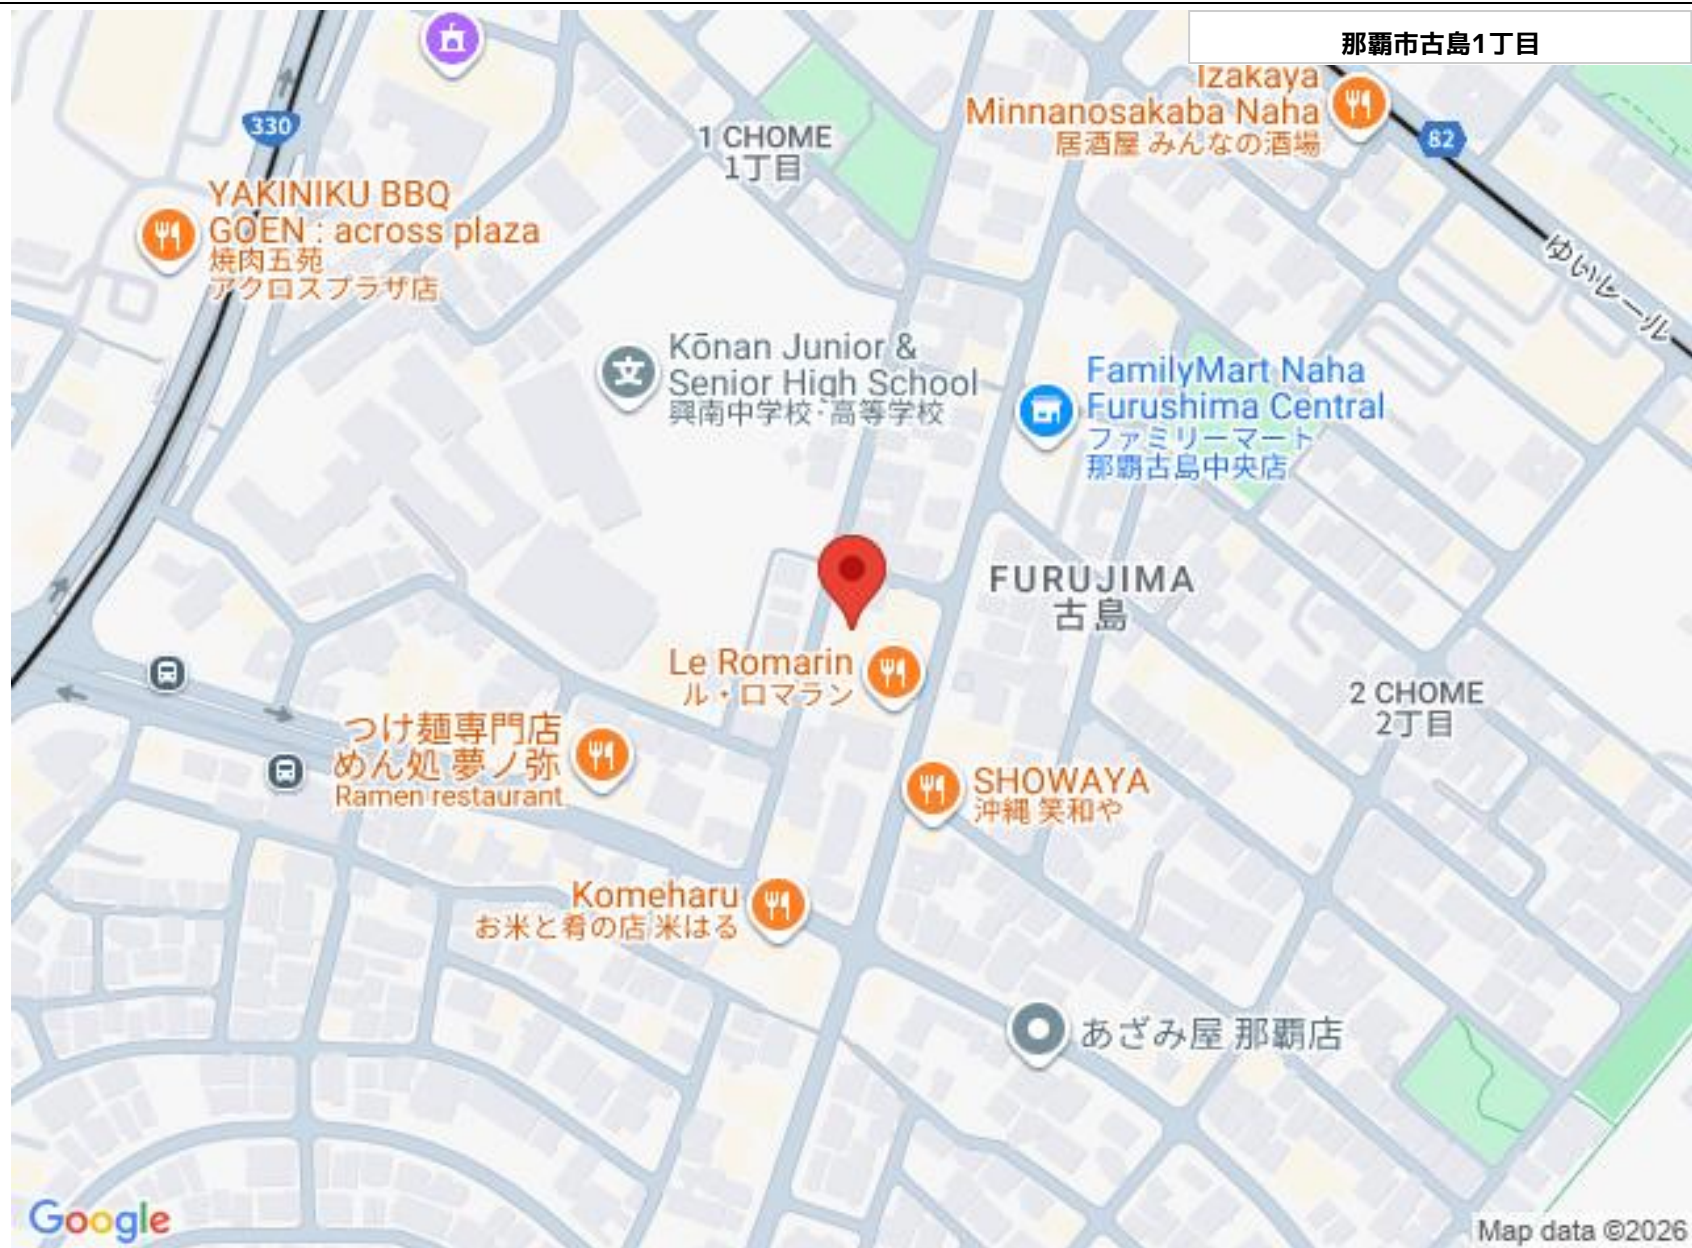 那覇市古島1丁目
Izakaya
Minnanosakaba Naha
居酒屋 みんなの酒場
82
330
1 CHOME
1丁目
YAKINIKU BBQ
GOEN : across plaza
焼肉五苑
アクロスプラザ店
ゆいレール
Kōnan Junior &
Senior High School
興南中学校·高等学校
文
FamilyMart Naha
Furushima Central
ファミリーマート
那覇古島中央店
FURUJIMA
古島
Le Romarin
ル・ロマラン
2 CHOME
2丁目
つけ麺専門店
めん処 夢ノ弥
Ramen restaurant
SHOWAYA
沖縄 笑和や
Komeharu
お米と肴の店 米はる
あざみ屋 那覇店
Google
Map data ©2026